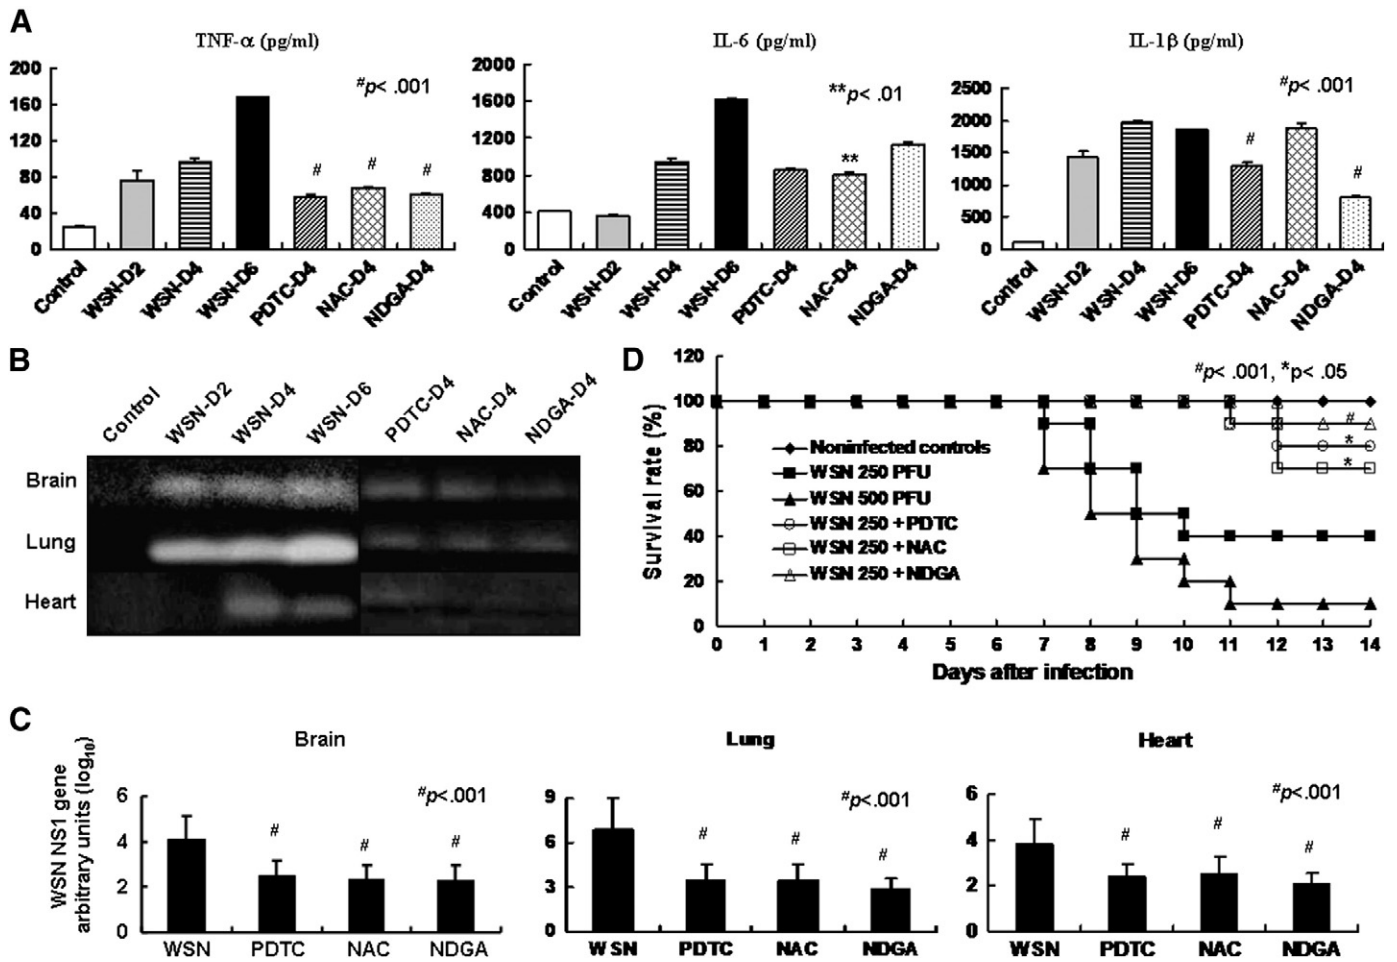 A
TNF-α (pg/ml)
200
160
120
80
40
0
#p< .001
#
#
#
Control
WSN-D2
WSN-D4
WSN-D6
PDTC-D4
NAC-D4
NDGA-D4
IL-6 (pg/ml)
2000
1600
1200
800
400
0
**p< .01
**
Control
WSN-D2
WSN-D4
WSN-D6
PDTC-D4
NAC-D4
NDGA-D4
IL-1β (pg/ml)
2500
2000
1500
1000
500
0
#p< .001
#
#
Control
WSN-D2
WSN-D4
WSN-D6
PDTC-D4
NAC-D4
NDGA-D4
B
Control
WSN-D2
WSN-D4
WSN-D6
PDTC-D4
NAC-D4
NDGA-D4
Brain
Lung
Heart
D
Survival rate (%)
120
100
80
60
40
20
0
#p< .001, *p< .05
#
*
*
Noninfected controls
WSN 250 PFU
WSN 500 PFU
WSN 250 +PDTC
WSN 250 +NAC
WSN 250 +NDGA
0 1 2 3 4 5 6 7 8 9 10 11 12 13 14
Days after infection
C
WSN NS1 gene
arbitrary units (log10)
Brain
6
4
2
0
#p<.001
#
#
#
WSN PDTC NAC NDGA
Lung
9
6
3
0
#p<.001
#
#
#
WSN PDTC NAC NDGA
Heart
6
4
2
0
#p<.001
#
#
#
WSN PDTC NAC NDGA